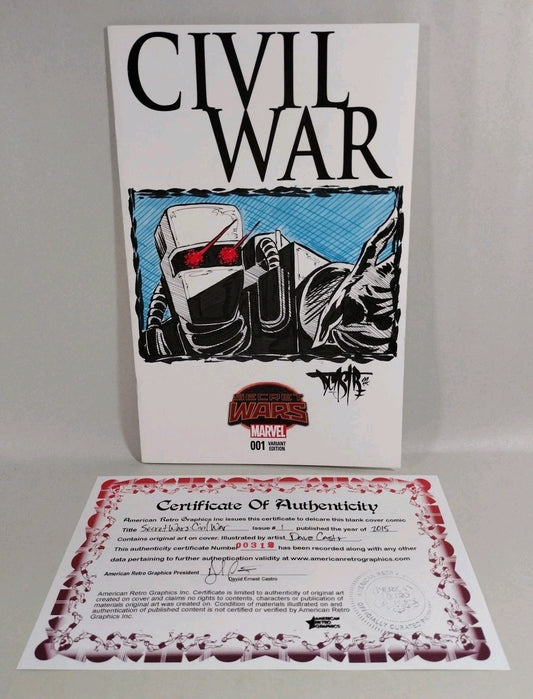 CIVIL
WAR
SECRET
WARS
MARVEL
001 VARIANT EDITION
Certificate Of Authenticity
American Retro Graphics Inc issues this certificate to delcare this blank cover comic
Title Secret Wars: Civil War Issue # 1 published the year of 2015
Contains original art on cover. Illustrated by artist Dave Castr
This authenticity certificate Number 00312 has been recorded along with any other
data pertaining to further authentication validity at www.americanretrographics.com
American Retro Graphics President
David Ernest Castro
American Retro Graphics Inc. Certificate is limited to authenticity of original art
created on cover and claims no rights to contents, characters or publication of
materials original art was created on. Condition of materials illustrated on and
authentication of published content is not certified or verified by American Retro
Graphics Inc.
AMERICAN
RETRO
GRAPHICS